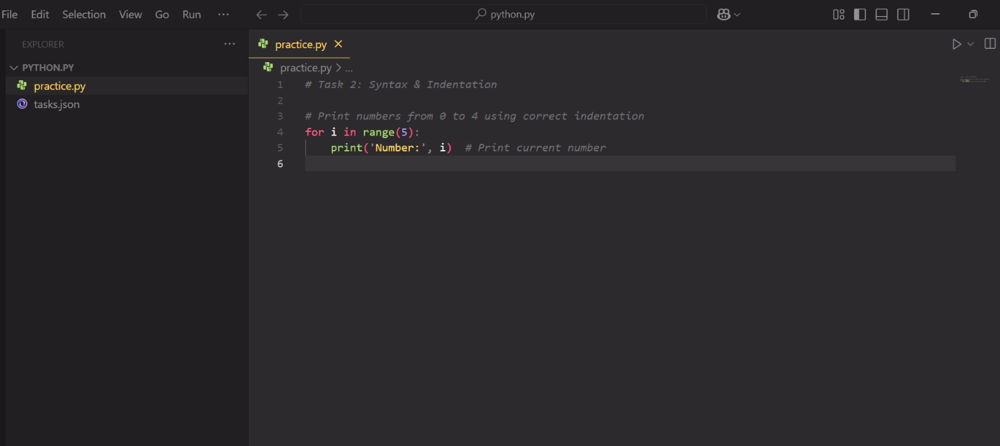 File Edit Selection View Go Run ···
python.py
EXPLORER ···
PYTHON.PY
practice.py
tasks.json
practice.py
practice.py > ...
1 # Task 2: Syntax & Indentation
2
3 # Print numbers from 0 to 4 using correct indentation
4 for i in range(5):
5     print('Number:', i)  # Print current number
6